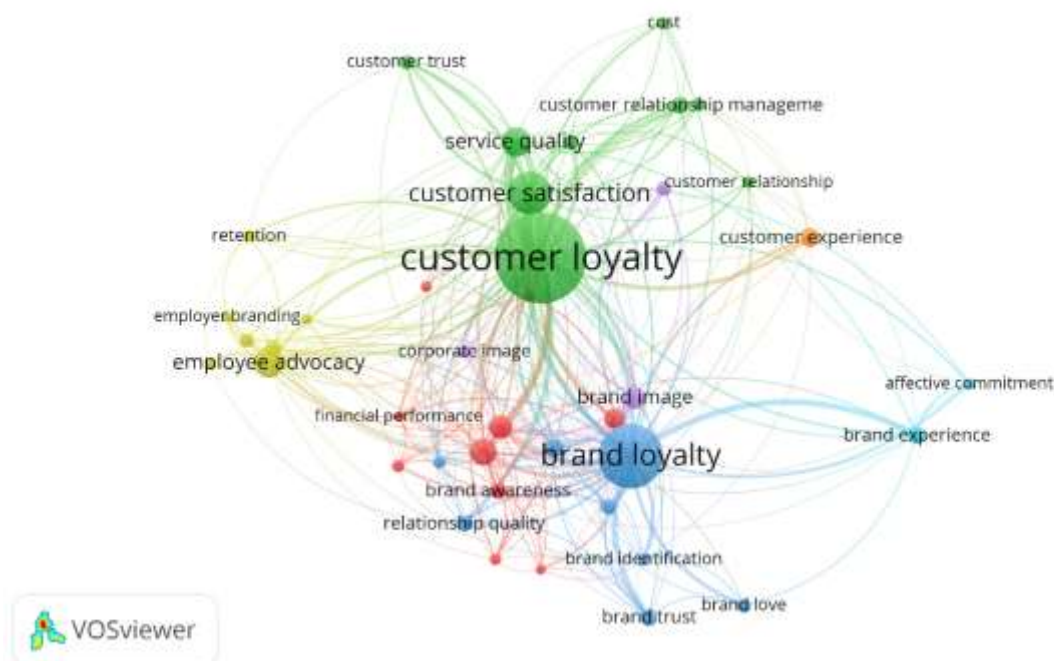 cost
customer trust
customer relationship manageme
service quality
customer relationship
customer satisfaction
retention
customer experience
customer loyalty
employer branding
corporate image
employee advocacy
affective commitment
brand image
financial performance
brand experience
brand loyalty
brand awareness
relationship quality
brand identification
brand love
brand trust
VOSviewer